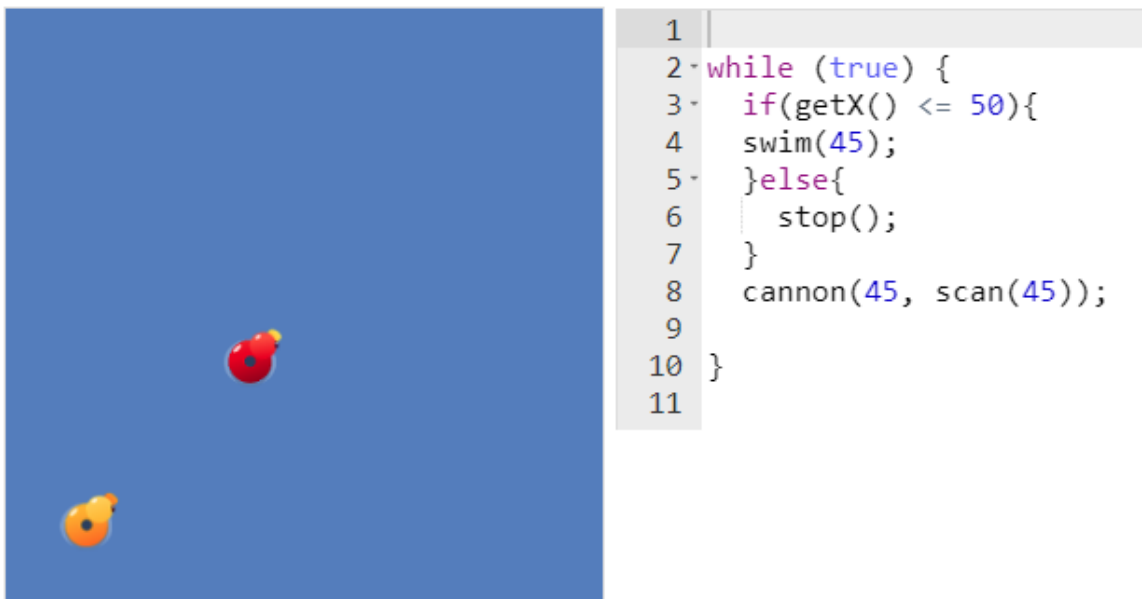 1
2 while (true) {
3 if(getX() <= 50){
4 swim(45);
5 }else{
6 stop();
7 }
8 cannon(45, scan(45));
9
10 }
11